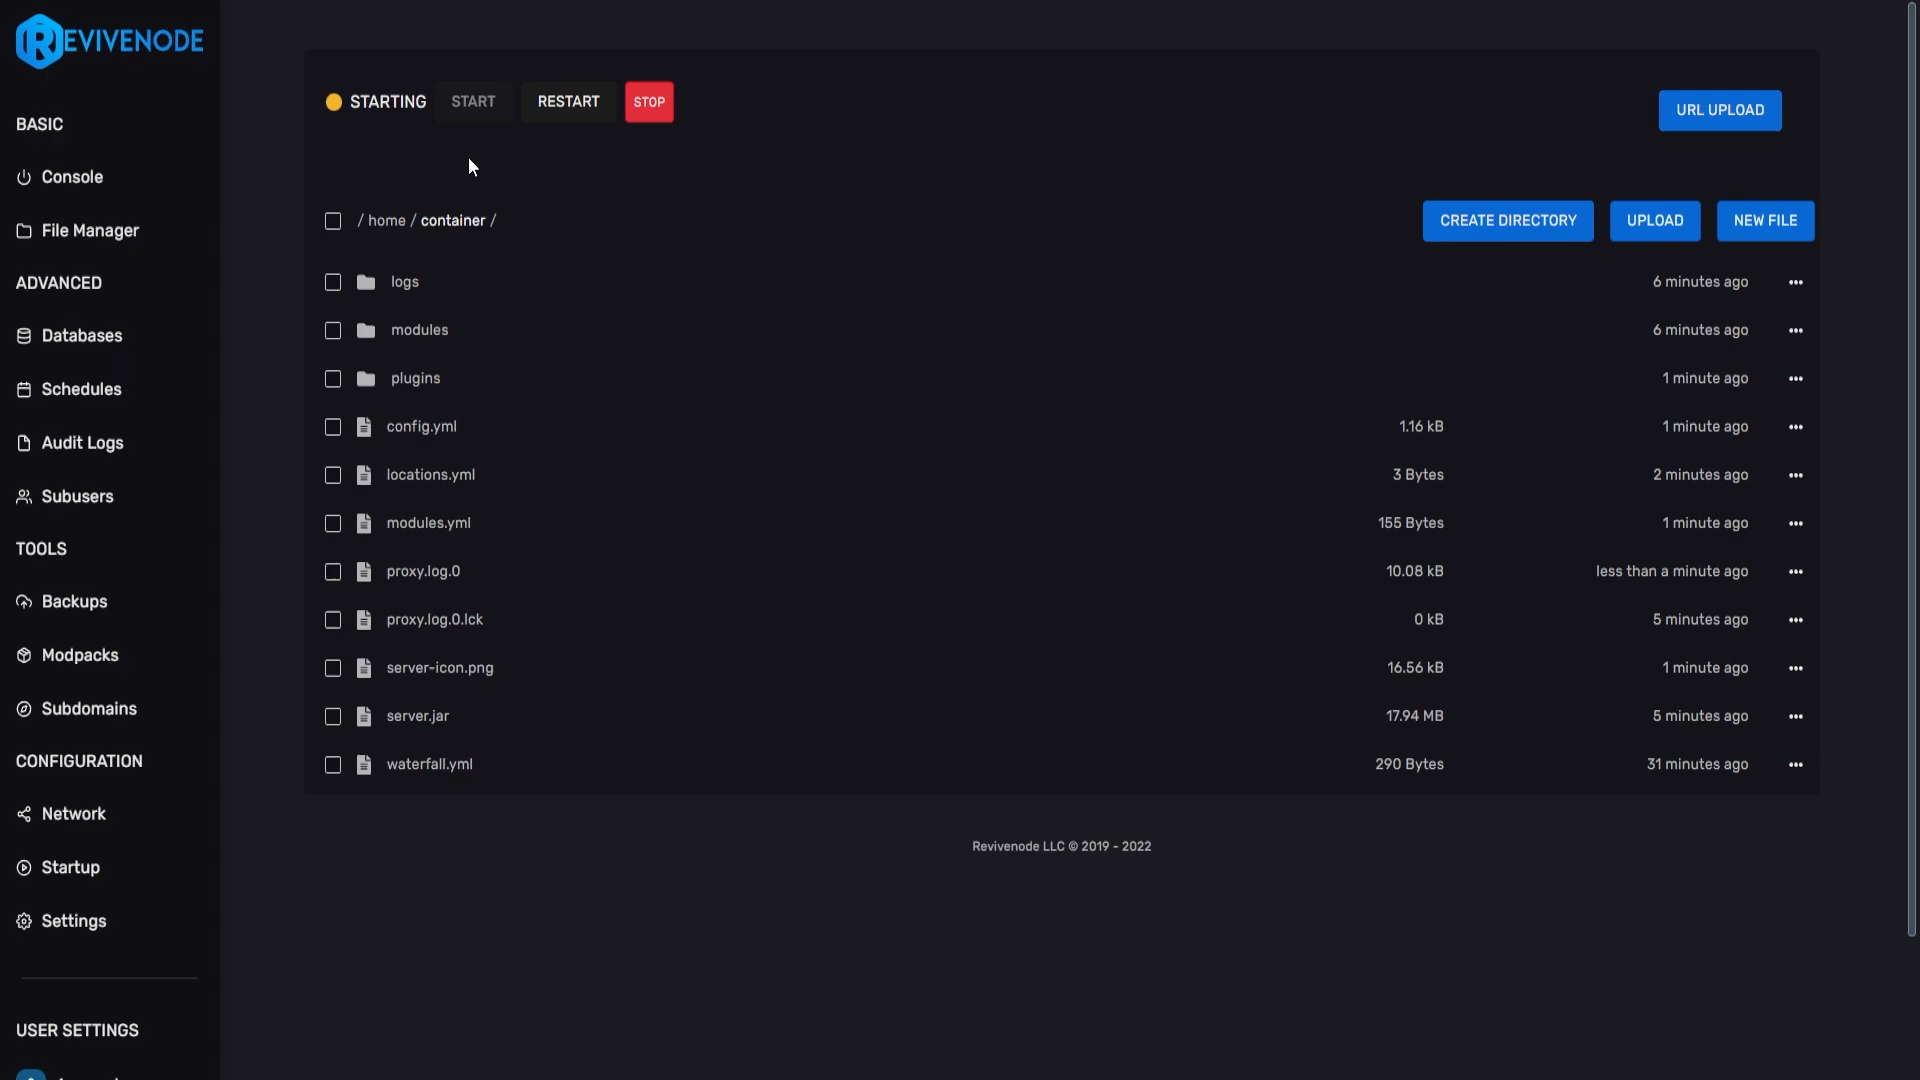 REVIVENODE
BASIC
Console
File Manager
ADVANCED
Databases
Schedules
Audit Logs
Subusers
TOOLS
Backups
Modpacks
Subdomains
CONFIGURATION
Network
Startup
Settings
USER SETTINGS
STARTING START RESTART STOP
URL UPLOAD
/ home / container /
CREATE DIRECTORY UPLOAD NEW FILE
logs 6 minutes ago
modules 6 minutes ago
plugins 1 minute ago
config.yml 1.16 kB 1 minute ago
locations.yml 3 Bytes 2 minutes ago
modules.yml 155 Bytes 1 minute ago
proxy.log.0 10.08 kB less than a minute ago
proxy.log.0.lck 0 kB 5 minutes ago
server-icon.png 16.56 kB 1 minute ago
server.jar 17.94 MB 5 minutes ago
waterfall.yml 290 Bytes 31 minutes ago
Revivenode LLC © 2019 - 2022